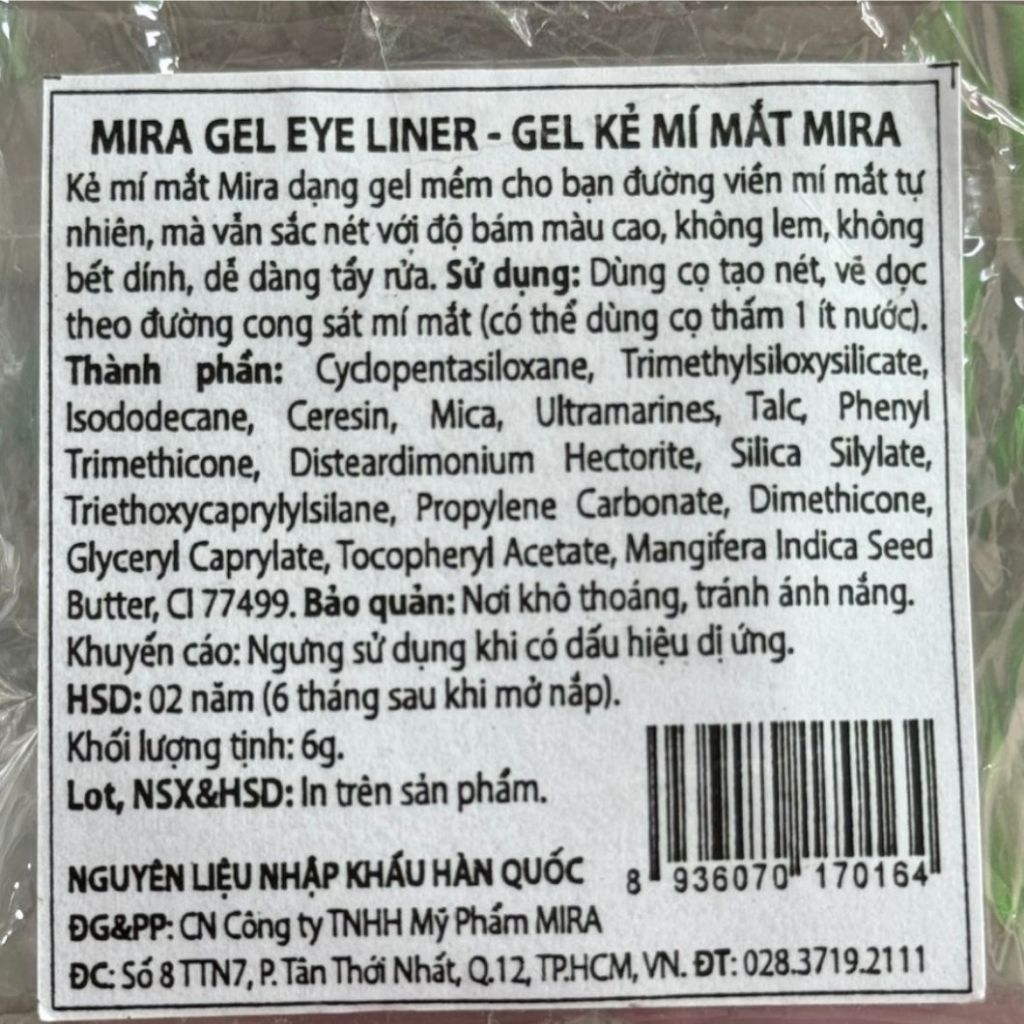 MIRA GEL EYE LINER - GEL KẺ MÍ MẮT MIRA
Kẻ mí mắt Mira dạng gel mềm cho bạn đường viền mí mắt tự
nhiên, mà vẫn sắc nét với độ bám màu cao, không lem, không
bết dính, dễ dàng tẩy rửa. Sử dụng: Dùng cọ tạo nét, vẽ dọc
theo đường cong sát mí mắt (có thể dùng cọ thấm 1 ít nước).
Thành phần: Cyclopentasiloxane, Trimethylsiloxysilicate,
Isododecane, Ceresin, Mica, Ultramarines, Talc, Phenyl
Trimethicone, Disteardimonium Hectorite, Silica Silylate,
Triethoxycaprylylsilane, Propylene Carbonate, Dimethicone,
Glyceryl Caprylate, Tocopheryl Acetate, Mangifera Indica Seed
Butter, CI 77499. Bảo quản: Nơi khô thoáng, tránh ánh nắng.
Khuyến cáo: Ngưng sử dụng khi có dấu hiệu dị ứng.
HSD: 02 năm (6 tháng sau khi mở nắp).
Khối lượng tịnh: 6g.
Lot, NSX&HSD: In trên sản phẩm.
NGUYÊN LIỆU NHẬP KHẨU HÀN QUỐC
8 936070 170164
ĐG&PP: CN Công ty TNHH Mỹ Phẩm MIRA
ĐC: Số 8 TTN7, P. Tân Thới Nhất, Q.12, TP.HCM, VN. ĐT: 028.3719.2111